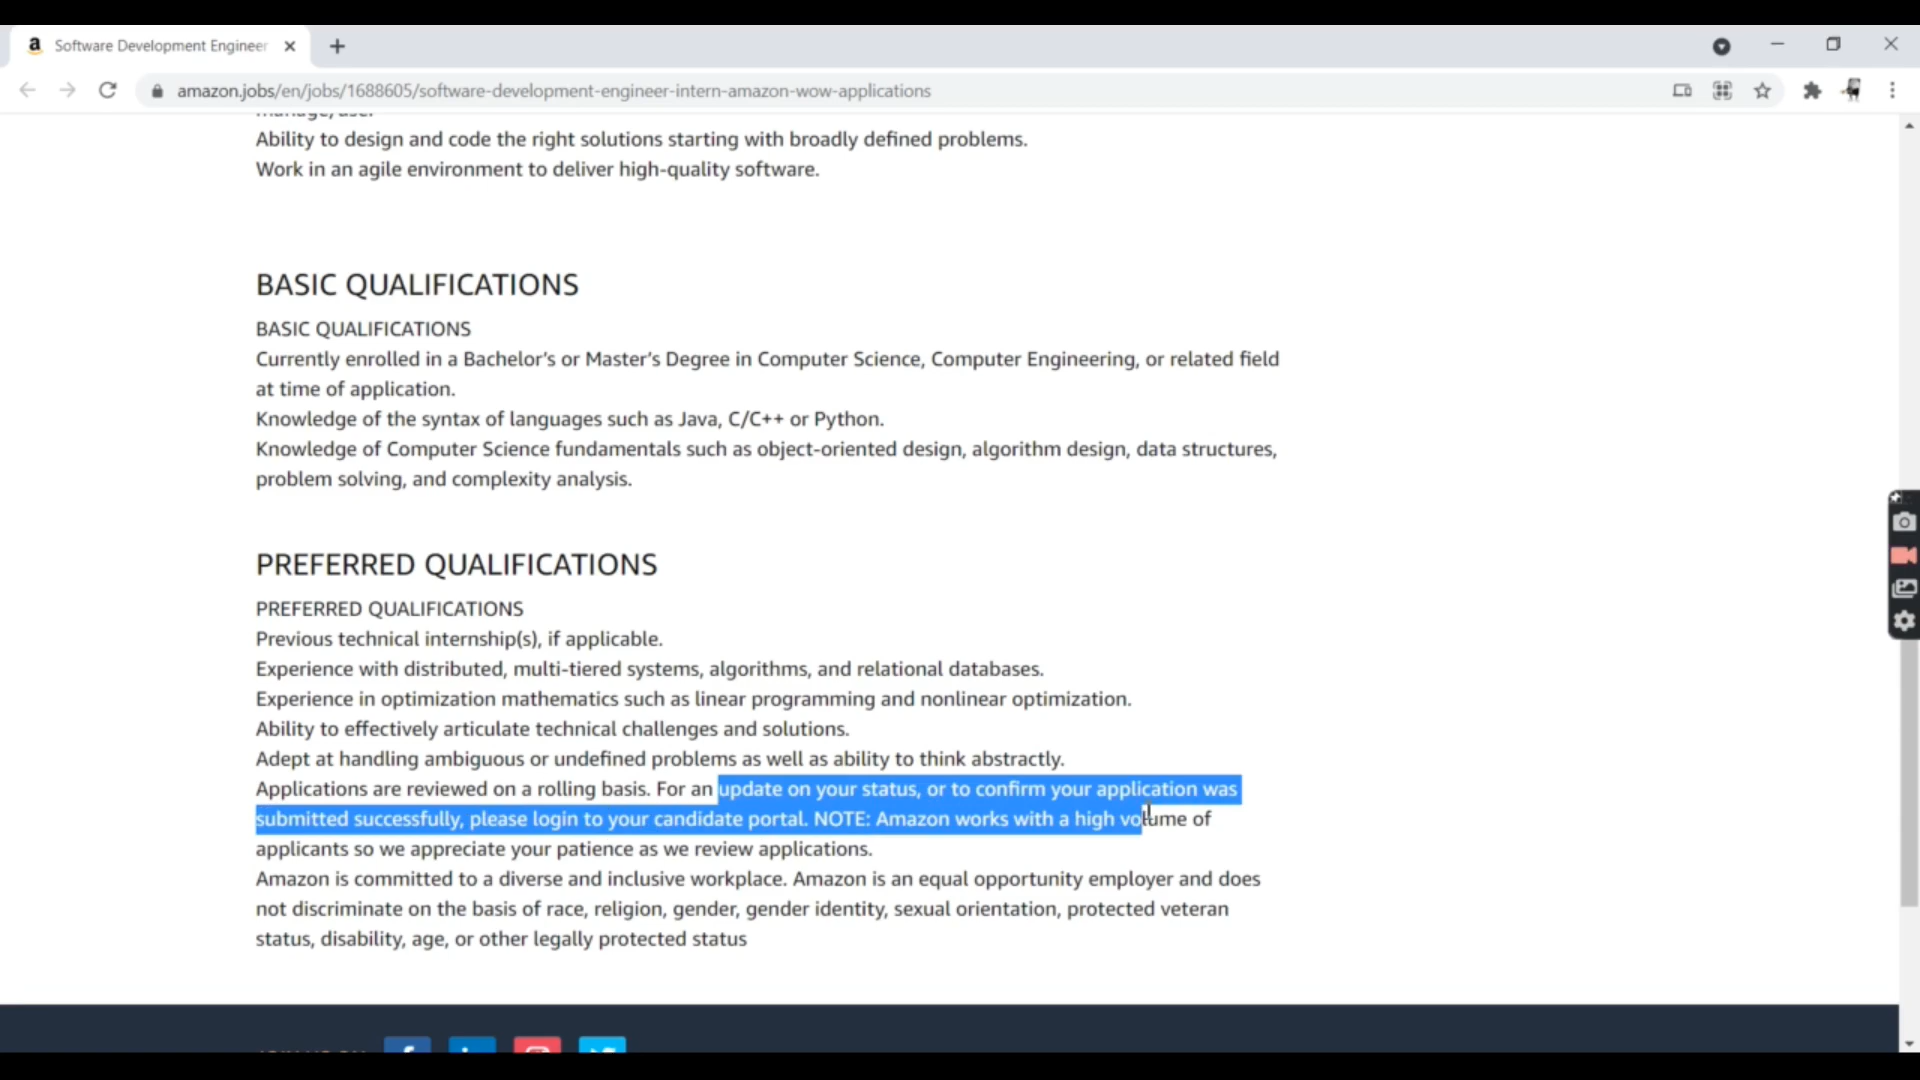 Software Development Engineer
amazon.jobs/en/jobs/1688605/software-development-engineer-intern-amazon-wow-applications
Ability to design and code the right solutions starting with broadly defined problems.
Work in an agile environment to deliver high-quality software.
BASIC QUALIFICATIONS
BASIC QUALIFICATIONS
Currently enrolled in a Bachelor’s or Master’s Degree in Computer Science, Computer Engineering, or related field
at time of application.
Knowledge of the syntax of languages such as Java, C/C++ or Python.
Knowledge of Computer Science fundamentals such as object-oriented design, algorithm design, data structures,
problem solving, and complexity analysis.
PREFERRED QUALIFICATIONS
PREFERRED QUALIFICATIONS
Previous technical internship(s), if applicable.
Experience with distributed, multi-tiered systems, algorithms, and relational databases.
Experience in optimization mathematics such as linear programming and nonlinear optimization.
Ability to effectively articulate technical challenges and solutions.
Adept at handling ambiguous or undefined problems as well as ability to think abstractly.
Applications are reviewed on a rolling basis. For an update on your status, or to confirm your application was
submitted successfully, please login to your candidate portal. NOTE: Amazon works with a high volume of
applicants so we appreciate your patience as we review applications.
Amazon is committed to a diverse and inclusive workplace. Amazon is an equal opportunity employer and does
not discriminate on the basis of race, religion, gender, gender identity, sexual orientation, protected veteran
status, disability, age, or other legally protected status